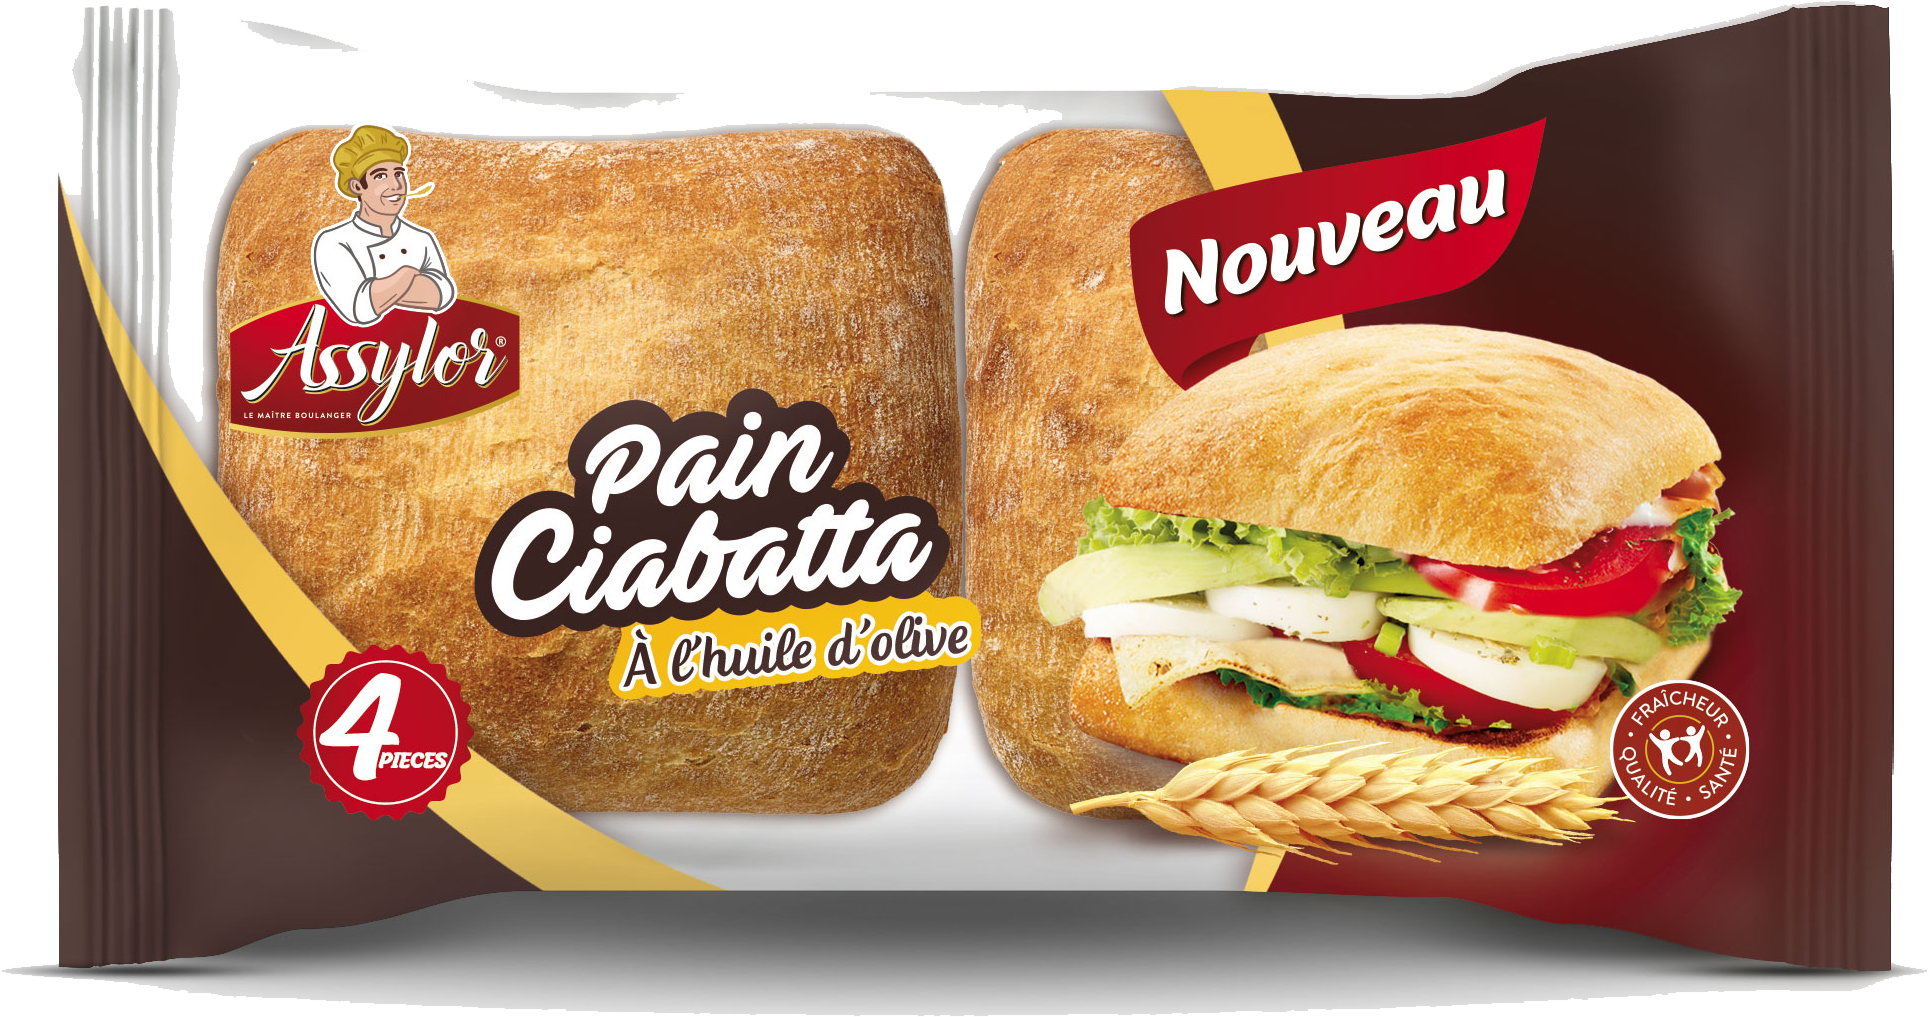 Nouveau
Assylor®
LE MAÎTRE BOULANGER
Pain
Ciabatta
À l'huile d'olive
4
PIECES
FRAÎCHEUR • SANTÉ • QUALITÉ •